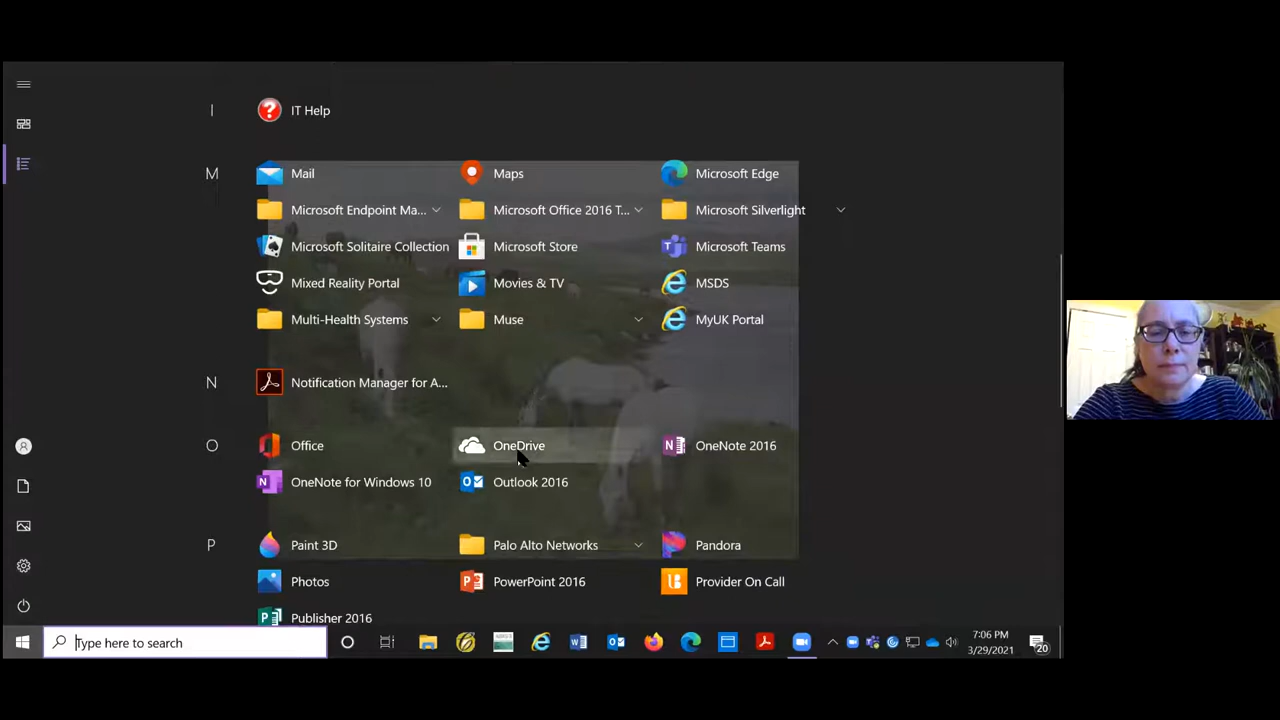 I
? IT Help
M
Mail Maps Microsoft Edge
Microsoft Endpoint Ma... Microsoft Office 2016 T... Microsoft Silverlight
Microsoft Solitaire Collection Microsoft Store Microsoft Teams
Mixed Reality Portal Movies & TV MSDS
Multi-Health Systems Muse MyUK Portal
N
Notification Manager for A...
O
Office OneDrive OneNote 2016
OneNote for Windows 10 Outlook 2016
P
Paint 3D Palo Alto Networks Pandora
Photos PowerPoint 2016 Provider On Call
Publisher 2016
Type here to search
7:06 PM
3/29/2021
20